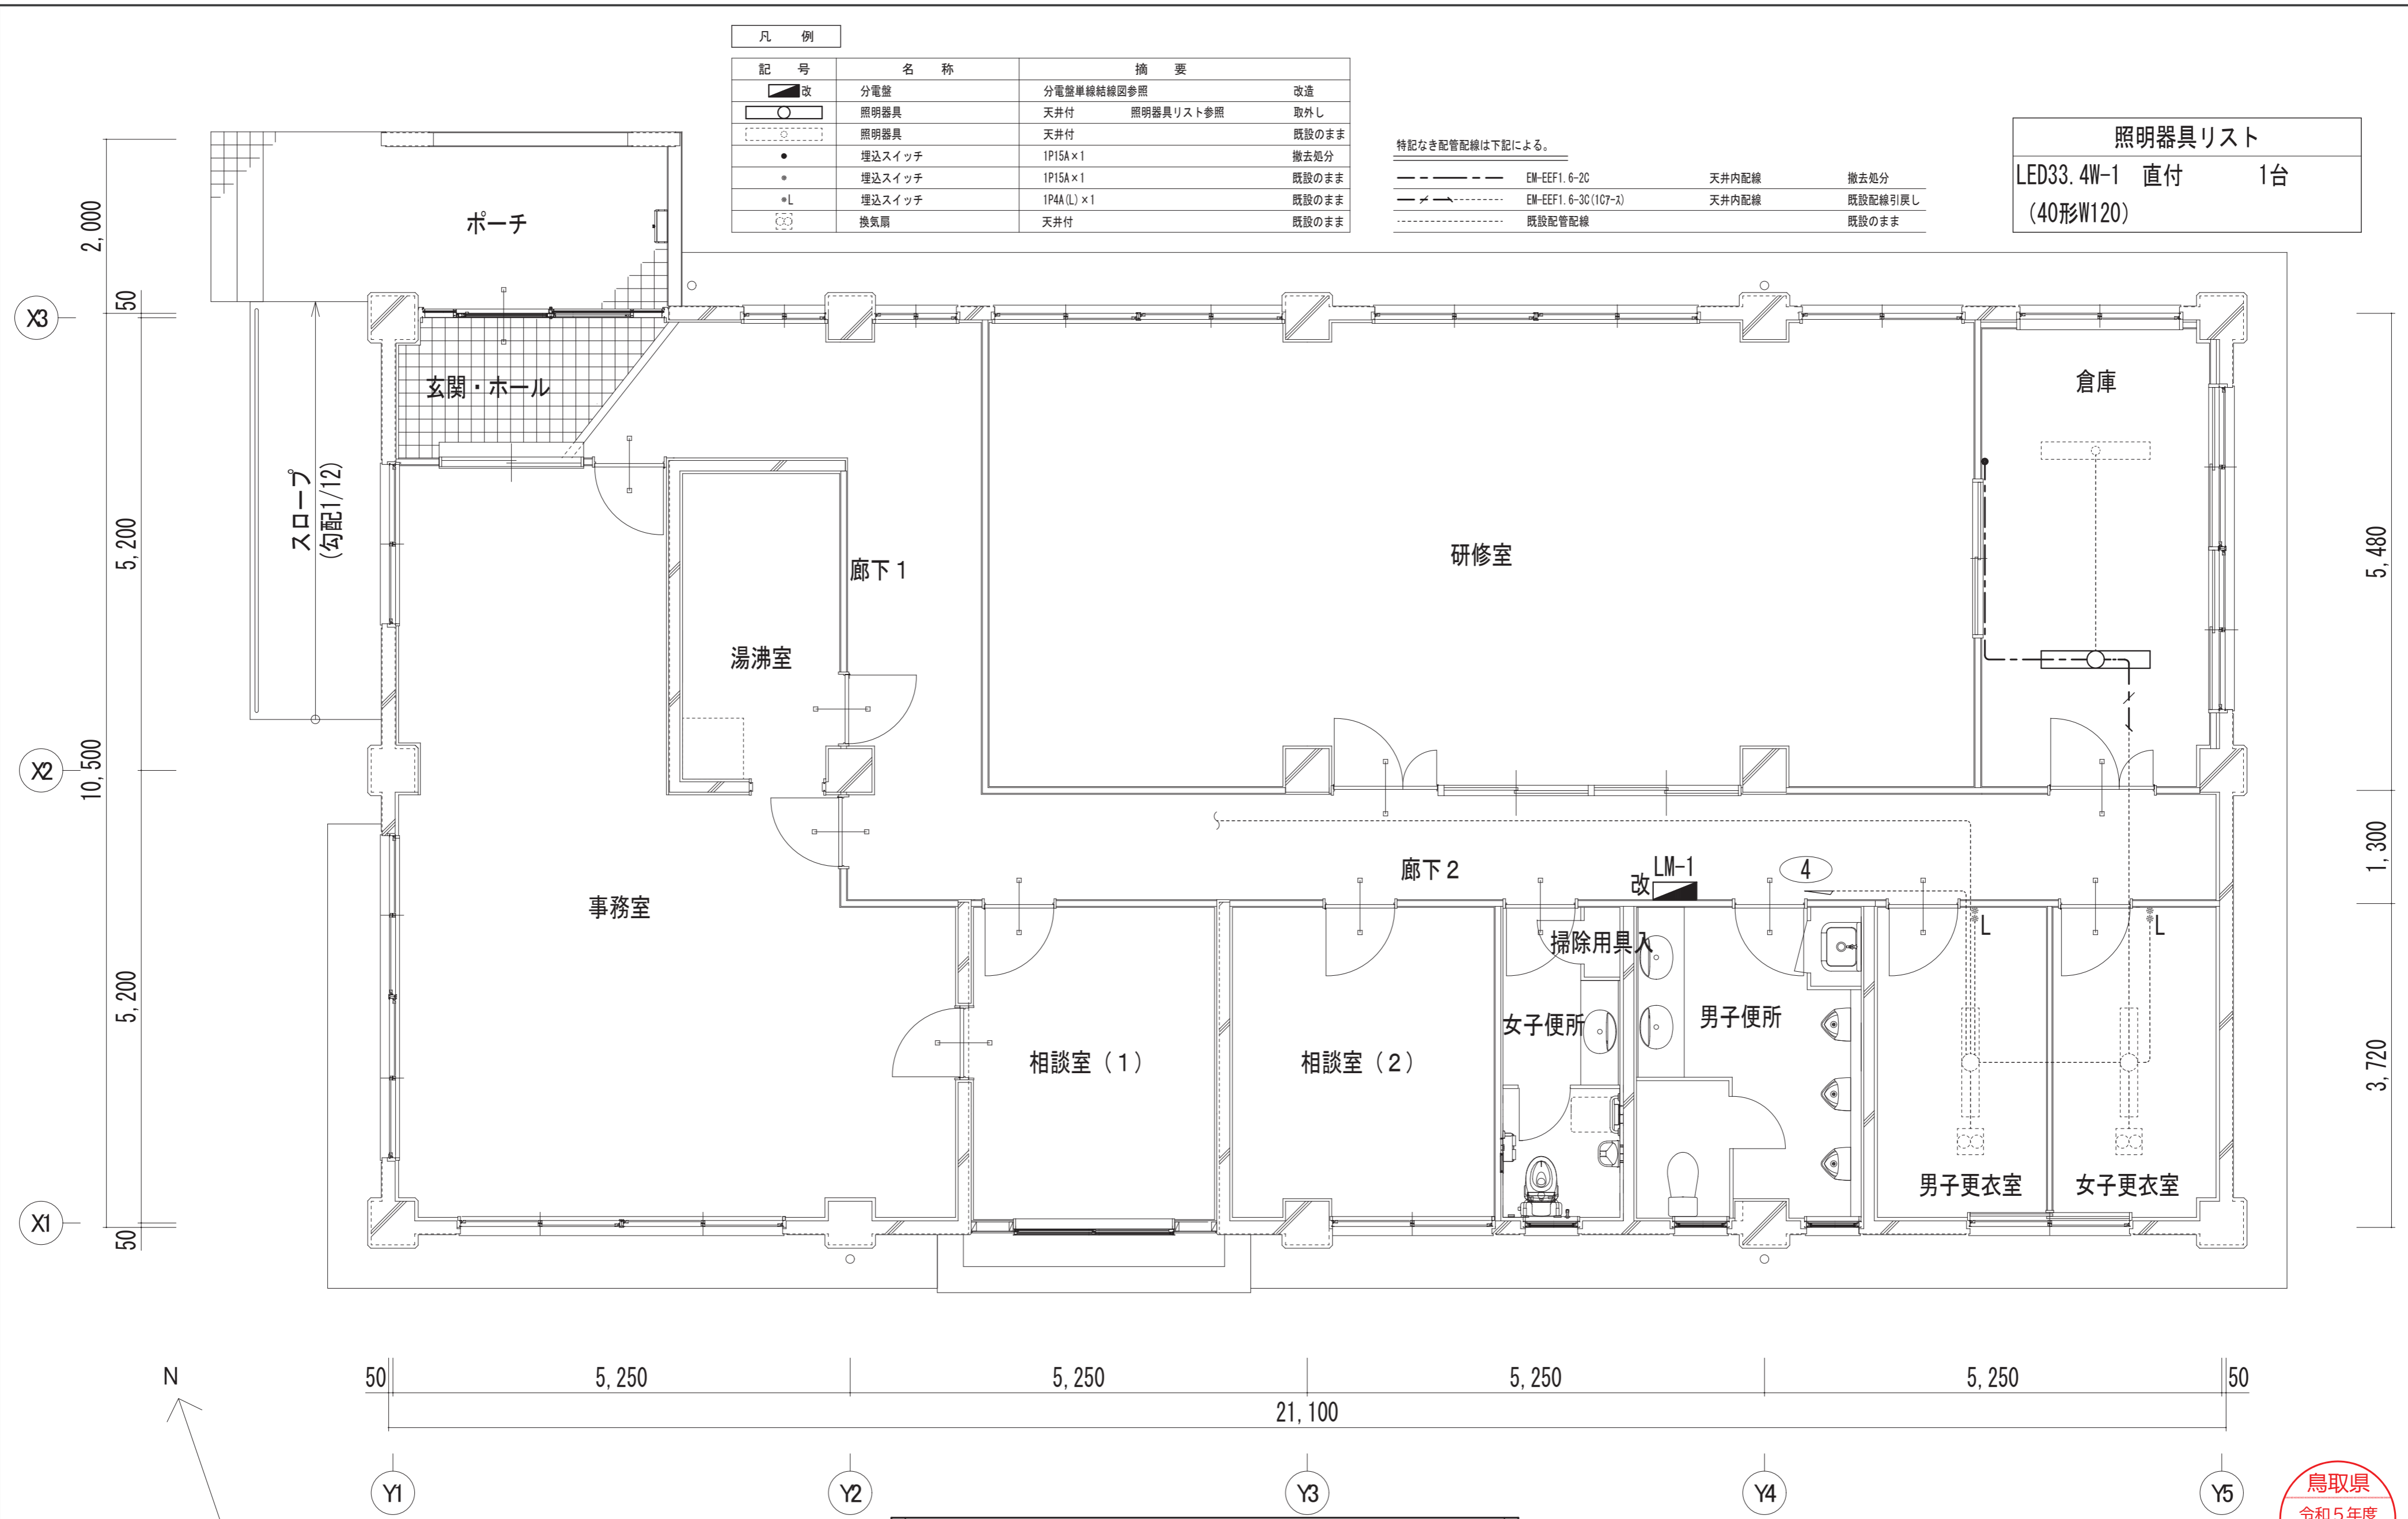 凡 例
記 号 名 称 摘 要
改 分電盤 分電盤単線結線図参照 改造
照明器具 天井付 照明器具リスト参照 取外し
照明器具 天井付 既設のまま
埋込スイッチ 1P15A×1 撤去処分
埋込スイッチ 1P15A×1 既設のまま
L 埋込スイッチ 1P4A(L)×1 既設のまま
換気扇 天井付 既設のまま
特記なき配管配線は下記による。
EM-EEF1.6-2C 天井内配線 撤去処分
EM-EEF1.6-3C(1Cアース) 天井内配線 既設配線引戻し
既設配管配線 既設のまま
照明器具リスト
LED33.4W-1 直付 1台
(40形W120)
ポーチ
2,000
50
X3
玄関・ホール
倉庫
スロープ
(勾配1/12)
5,200
5,480
研修室
廊下1
湯沸室
X2
10,500
1,300
廊下2
LM-1
改
4
事務室
掃除用具入
L
L
5,200
女子便所
男子便所
相談室(1)
相談室(2)
3,720
男子更衣室
女子更衣室
X1
50
N
50
5,250
5,250
5,250
5,250
50
21,100
Y1
Y2
Y3
Y4
Y5
鳥取県
令和5年度